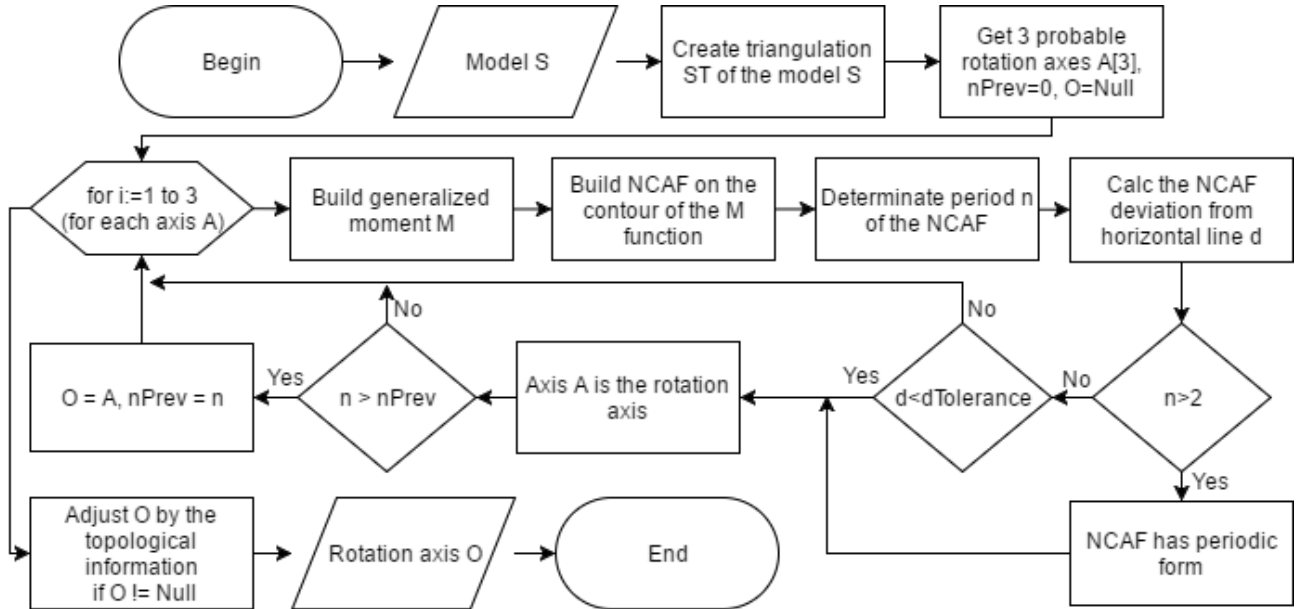 Begin
Model S
Create triangulation
ST of the model S
Get 3 probable
rotation axes A[3],
nPrev=0, O=Null
for i:=1 to 3
(for each axis A)
Build generalized
moment M
Build NCAF on the
contour of the M
function
Determinate period n
of the NCAF
Calc the NCAF
deviation from
horizontal line d
n>2
No
Yes
d<dTolerance
No
Yes
Axis A is the rotation
axis
n > nPrev
No
Yes
O = A, nPrev = n
NCAF has periodic
form
Adjust O by the
topological
information
if O != Null
Rotation axis O
End